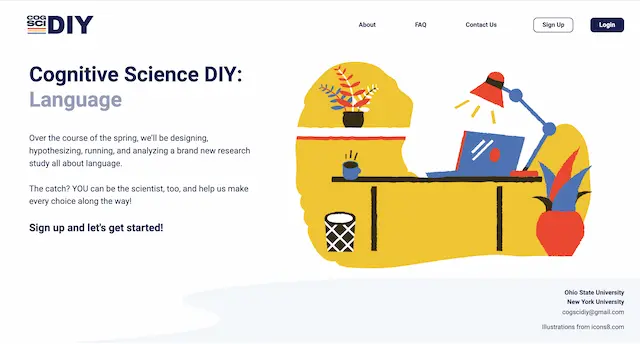 COG
SCI DIY
About
FAQ
Contact Us
Sign Up
Login
Cognitive Science DIY:
Language
Over the course of the spring, we'll be designing,
hypothesizing, running, and analyzing a brand new research
study all about language.
The catch? YOU can be the scientist, too, and help us make
every choice along the way!
Sign up and let's get started!
Ohio State University
New York University
cogscidiy@gmail.com
Illustrations from icons8.com